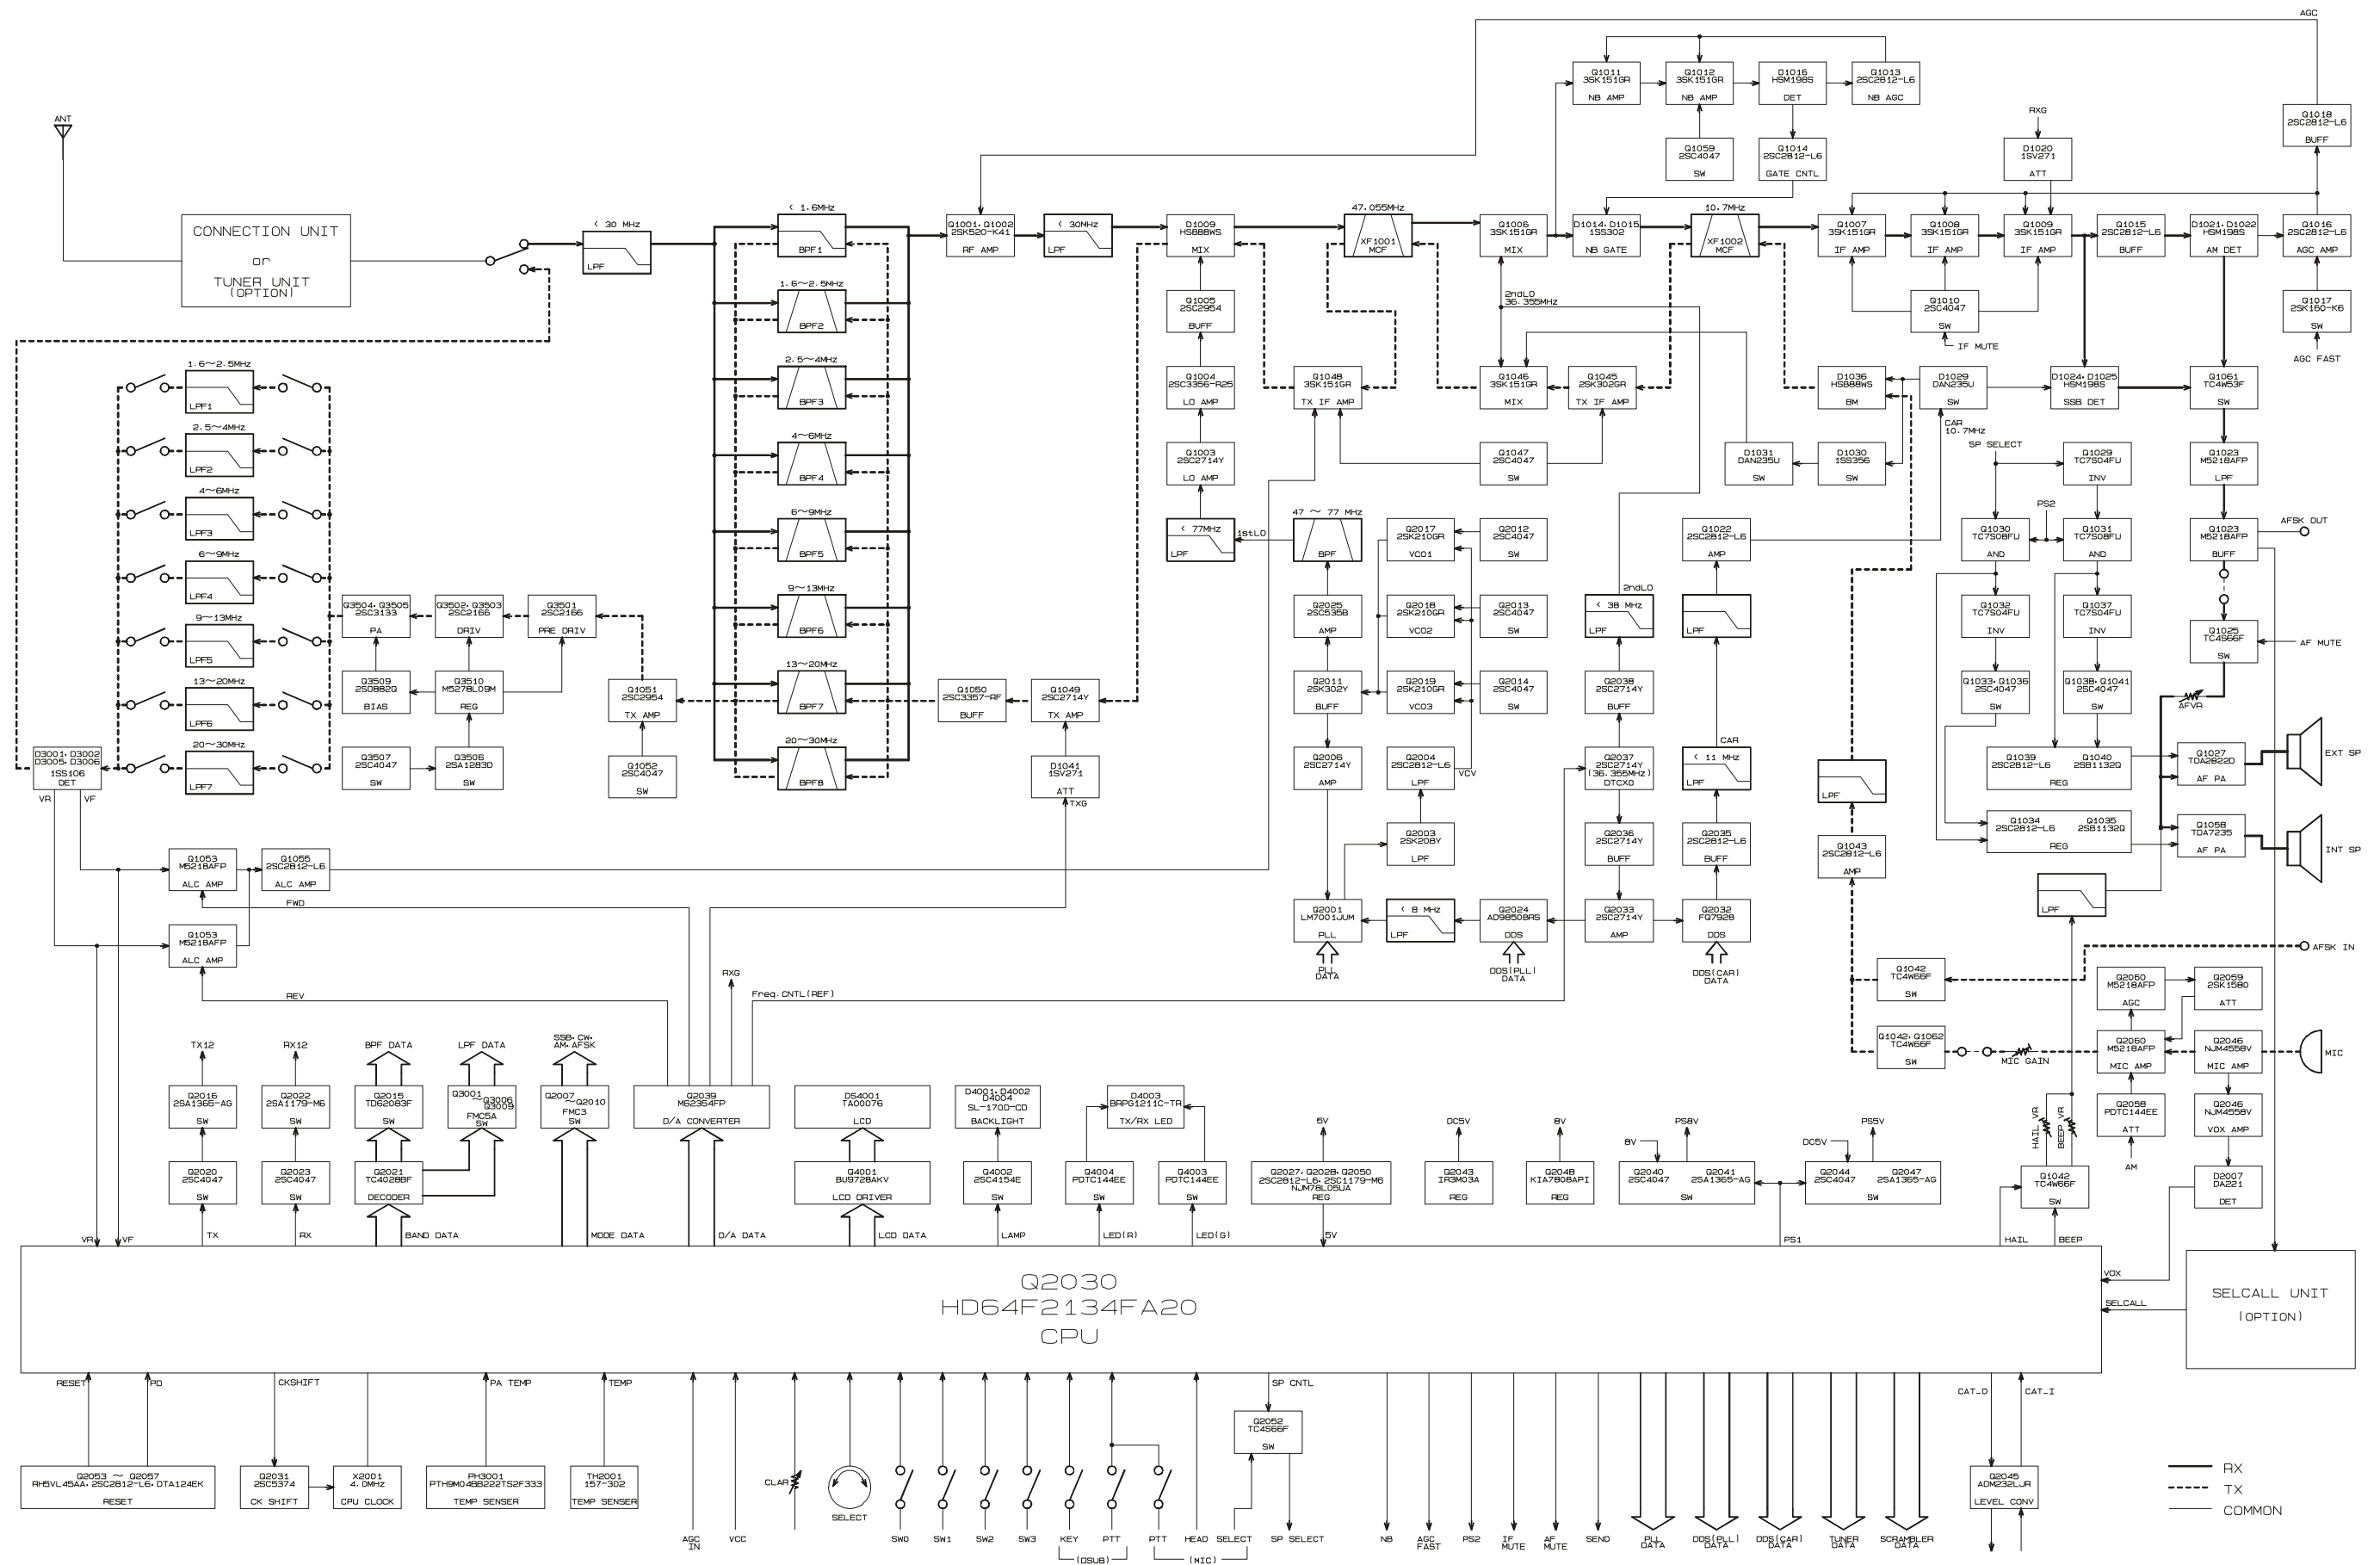 AGC
ANT
CONNECTION UNIT
or
TUNER UNIT
(OPTION)
< 30 MHz
LPF
< 1.6MHz
BPF1
1.6~2.5MHz
BPF2
2.5~4MHz
BPF3
4~6MHz
BPF4
6~9MHz
BPF5
9~13MHz
BPF6
13~20MHz
BPF7
20~30MHz
BPF8
Q1001, Q1002
2SK520-K41
RF AMP
< 30MHz
LPF
D1009
HSB88WS
MIX
47.055MHz
XF1001
MCF
Q1006
3SK151GR
MIX
D1014, D1015
1SS302
NB GATE
10.7MHz
XF1002
MCF
Q1007
3SK151GR
IF AMP
Q1008
3SK151GR
IF AMP
Q1009
3SK151GR
IF AMP
Q1015
2SC2812-L6
BUFF
D1021, D1022
HSM198S
AM DET
Q1016
2SC2812-L6
AGC AMP
Q1011
3SK151GR
NB AMP
Q1012
3SK151GR
NB AMP
D1016
HSM198S
DET
Q1013
2SC2812-L6
NB AGC
Q1059
2SC4047
SW
Q1014
2SC2812-L6
GATE CNTL
RXG
D1020
1SV271
ATT
Q1018
2SC2812-L6
BUFF
Q1010
2SC4047
SW
IF MUTE
Q1017
2SK160-K6
SW
AGC FAST
Q1005
2SC2954
BUFF
Q1004
2SC3356-R25
LO AMP
Q1003
2SC2714Y
LO AMP
< 77MHz
LPF
1stLO
47 ~ 77 MHz
BPF
2ndLO
36.355MHz
Q1048
3SK151GR
TX IF AMP
Q1046
3SK151GR
MIX
Q1045
2SK302GR
TX IF AMP
Q1047
2SC4047
SW
D1036
HSB88WS
BM
D1029
DAN235U
SW
CAR
10.7MHz
D1024, D1025
HSM198S
SSB DET
Q1061
TC4W53F
SW
D1031
DAN235U
SW
D1030
1SS356
SW
SP SELECT
Q1029
TC7S04FU
INV
Q1023
M5218AFP
LPF
PS2
Q1030
TC7S08FU
AND
Q1031
TC7S08FU
AND
Q1023
M5218AFP
BUFF
AFSK OUT
Q1032
TC7S04FU
INV
Q1037
TC7S04FU
INV
Q1025
TC4S66F
SW
AF MUTE
Q1033, Q1036
2SC4047
SW
Q1038, Q1041
2SC4047
SW
AFVR
Q1039
2SC2812-L6
Q1040
2SB1132Q
REG
Q1027
TDA2822D
AF PA
EXT SP
Q1034
2SC2812-L6
Q1035
2SB1132Q
REG
Q1058
TDA7235
AF PA
INT SP
LPF
1.6~2.5MHz
LPF1
2.5~4MHz
LPF2
4~6MHz
LPF3
6~9MHz
LPF4
9~13MHz
LPF5
13~20MHz
LPF6
20~30MHz
LPF7
Q3504, Q3505
2SC3133
PA
Q3502, Q3503
2SC2166
DRIV
Q3501
2SC2166
PRE DRIV
Q3509
2SD882Q
BIAS
Q3510
M5278L09M
REG
Q3507
2SC4047
SW
Q3506
2SA1283D
SW
D3001, D3002
D3005, D3006
1SS106
DET
VR
VF
Q1051
2SC2954
TX AMP
Q1052
2SC4047
SW
Q1050
2SC3357-RF
BUFF
Q1049
2SC2714Y
TX AMP
D1041
1SV271
ATT
TXG
Q2025
2SC535B
AMP
Q2011
2SK302Y
BUFF
Q2006
2SC2714Y
AMP
Q2017
2SK210GR
VCO1
Q2012
2SC4047
SW
Q2018
2SK210GR
VCO2
Q2013
2SC4047
SW
Q2019
2SK210GR
VCO3
Q2014
2SC4047
SW
Q2004
2SC2812-L6
LPF
VCV
Q2003
2SK208Y
LPF
2ndLO
< 38 MHz
LPF
Q2038
2SC2714Y
BUFF
Q2037
2SC2714Y
(36.355MHz)
DTCXO
Q2036
2SC2714Y
BUFF
Q1022
2SC2812-L6
AMP
LPF
CAR
< 11 MHz
LPF
Q2035
2SC2812-L6
BUFF
Q2001
LM7001JUM
PLL
PLL
DATA
< 8 MHz
LPF
Q2024
AD9850BRS
DDS
DDS(PLL)
DATA
Q2033
2SC2714Y
AMP
Q2032
FQ7928
DDS
DDS(CAR)
DATA
LPF
Q1043
2SC2812-L6
AMP
Q1053
M5218AFP
ALC AMP
Q1055
2SC2812-L6
ALC AMP
FWD
Q1053
M5218AFP
ALC AMP
REV
RXG
Freq.CNTL(REF)
AFSK IN
Q1042
TC4W66F
SW
Q1042, Q1062
TC4W66F
SW
MIC GAIN
Q2060
M5218AFP
AGC
Q2059
2SK1580
ATT
Q2060
M5218AFP
MIC AMP
Q2046
NJM4558V
MIC AMP
MIC
Q2058
PDTC144EE
ATT
AM
Q2046
NJM4558V
VOX AMP
D2007
DA221
DET
HAIL VR
BEEP VR
Q1042
TC4W66F
SW
TX12
Q2016
2SA1365-AG
SW
Q2020
2SC4047
SW
TX
RX12
Q2022
2SA1179-M6
SW
Q2023
2SC4047
SW
RX
BPF DATA
Q2015
TD62083F
SW
Q2021
TC4028BF
DECODER
BAND DATA
LPF DATA
Q3001
~Q3006
Q3009
FMC5A
SW
SSB, CW,
AM, AFSK
Q2007
~Q2010
FMC3
SW
MODE DATA
Q2039
M62354FP
D/A CONVERTER
D/A DATA
DS4001
TA00076
LCD
Q4001
BU9728AKV
LCD DRIVER
LCD DATA
D4001, D4002
D4004
SL-170D-CD
BACKLIGHT
Q4002
2SC4154E
SW
LAMP
D4003
BRPG1211C-TR
TX/RX LED
Q4004
PDTC144EE
SW
LED(R)
Q4003
PDTC144EE
SW
LED(G)
5V
Q2027, Q2028, Q2050
2SC2812-L6, 2SC1179-M6
NJM78L05UA
REG
5V
DC5V
Q2043
IR3M03A
REG
8V
Q2048
KIA7808API
REG
8V
PS8V
Q2040
2SC4047
Q2041
2SA1365-AG
SW
DC5V
PS5V
Q2044
2SC4047
Q2047
2SA1365-AG
SW
PS1
HAIL
BEEP
VR
VF
VOX
SELCALL
Q2030
HD64F2134FA20
CPU
SELCALL UNIT
(OPTION)
RESET
PD
Q2053 ~ Q2057
RH5VL45AA, 2SC2812-L6, DTA124EK
RESET
CKSHIFT
Q2031
2SC5374
CK SHIFT
X2001
4.0MHz
CPU CLOCK
PA TEMP
PH3001
PTH9M04BB222TS2F333
TEMP SENSER
TEMP
TH2001
157-302
TEMP SENSER
AGC
IN
VCC
CLAR
SELECT
SW0
SW1
SW2
SW3
KEY
PTT
(DSUB)
PTT
HEAD
SELECT
(MIC)
SP CNTL
Q2052
TC4S66F
SW
SP SELECT
NB
AGC
FAST
PS2
IF
MUTE
AF
MUTE
SEND
PLL
DATA
DDS(PLL)
DATA
DDS(CAR)
DATA
TUNER
DATA
SCRAMBLER
DATA
CAT_O
CAT_I
Q2045
ADM232LJR
LEVEL CONV
RX
TX
COMMON